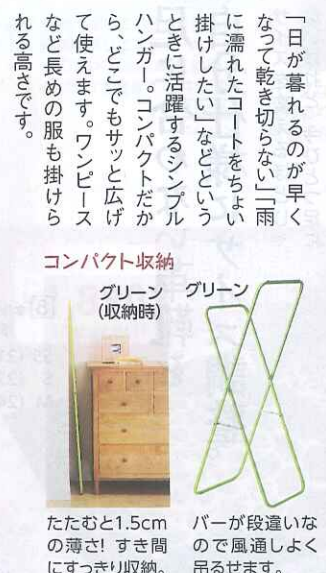 「日が暮れるのが早く
なって乾き切らない」「雨
に濡れたコートをちょい
掛けしたい」などという
ときに活躍するシンプル
ハンガー。コンパクトだか
ら、どこでもサッと広げ
て使えます。ワンピース
など長めの服も掛けら
れる高さです。
コンパクト収納
グリーン
(収納時)
グリーン
たたむと1.5cm
の薄さ! すき間
にすっきり収納。
バーが段違いな
ので風通しよく
吊るせます。